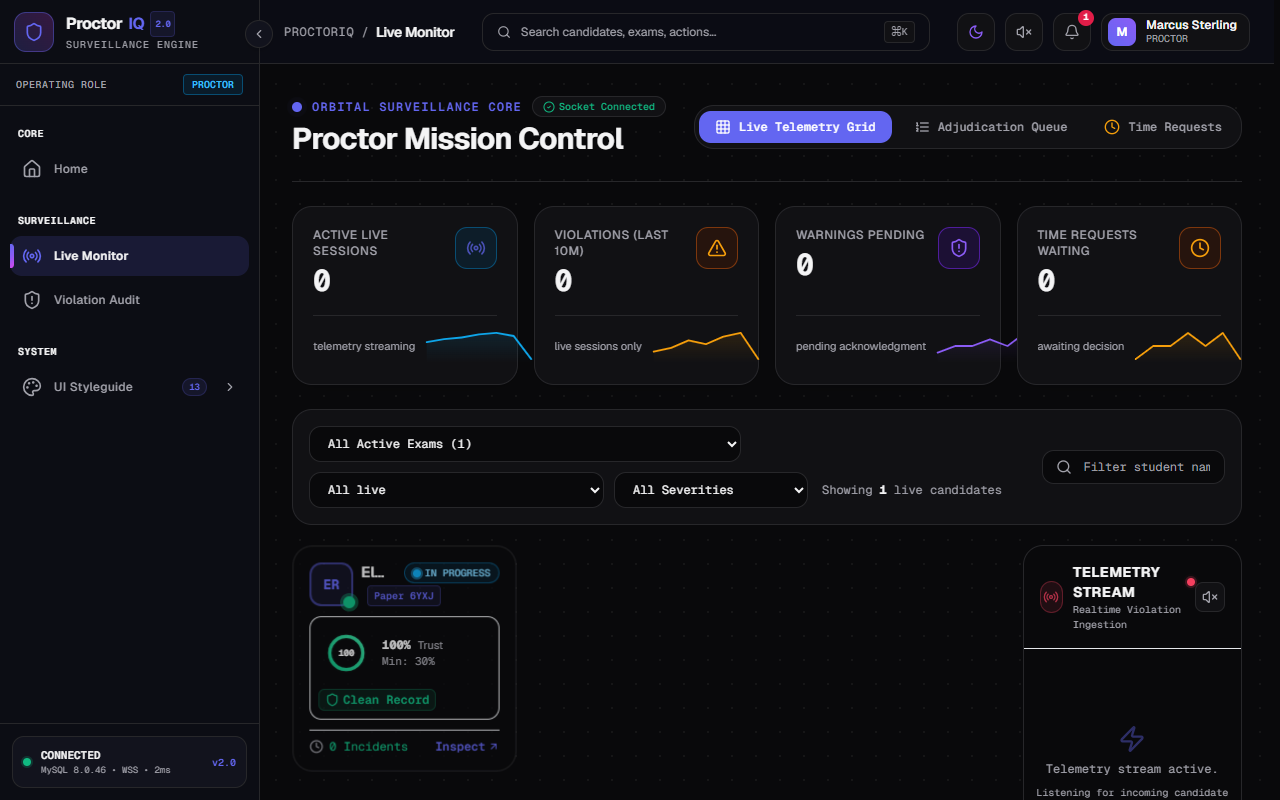 Proctor IQ 2.0
SURVEILLANCE ENGINE
PROCTORIQ / Live Monitor
Search candidates, exams, actions…
⌘K
1
M
Marcus Sterling
PROCTOR
OPERATING ROLE
PROCTOR
CORE
Home
SURVEILLANCE
Live Monitor
Violation Audit
SYSTEM
UI Styleguide
13
CONNECTED
MySQL 8.0.46 • WSS • 2ms
v2.0
ORBITAL SURVEILLANCE CORE
Socket Connected
Proctor Mission Control
Live Telemetry Grid
Adjudication Queue
Time Requests
ACTIVE LIVE
SESSIONS
0
telemetry streaming
VIOLATIONS (LAST
10M)
0
live sessions only
WARNINGS PENDING
0
pending acknowledgment
TIME REQUESTS
WAITING
0
awaiting decision
All Active Exams (1)
All live
All Severities
Showing 1 live candidates
Filter student nam
ER
EL…
IN PROGRESS
Paper 6YXJ
100
100% Trust
Min: 30%
Clean Record
0 Incidents
Inspect
TELEMETRY
STREAM
Realtime Violation
Ingestion
Telemetry stream active.
Listening for incoming candidate